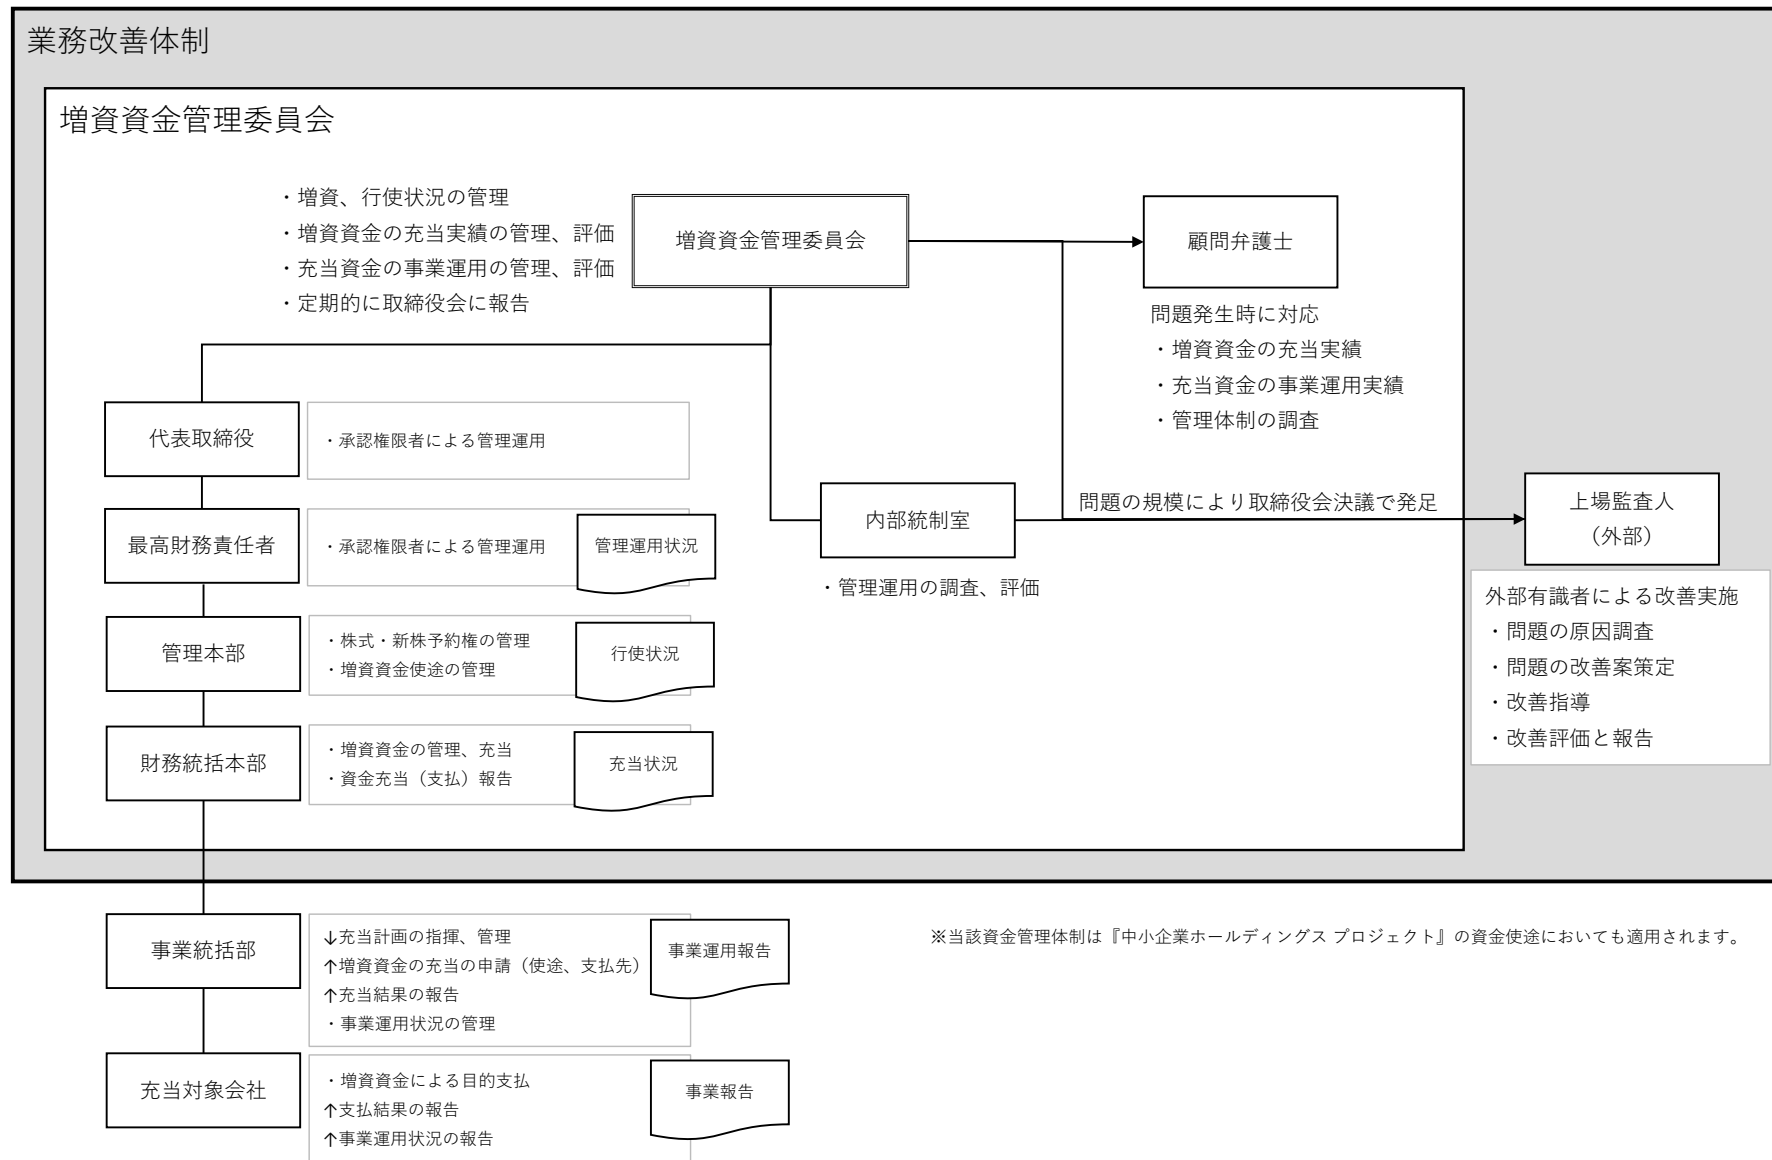 業務改善体制
増資資金管理委員会
・増資、行使状況の管理
・増資資金の充当実績の管理、評価
・充当資金の事業運用の管理、評価
・定期的に取締役会に報告
増資資金管理委員会
顧問弁護士
問題発生時に対応
・増資資金の充当実績
・充当資金の事業運用実績
・管理体制の調査
代表取締役
・承認権限者による管理運用
最高財務責任者
・承認権限者による管理運用
管理運用状況
管理本部
・株式・新株予約権の管理
・増資資金使途の管理
行使状況
財務統括本部
・増資資金の管理、充当
・資金充当（支払）報告
充当状況
内部統制室
・管理運用の調査、評価
問題の規模により取締役会決議で発足
上場監査人
（外部）
外部有識者による改善実施
・問題の原因調査
・問題の改善案策定
・改善指導
・改善評価と報告
事業統括部
↓充当計画の指揮、管理
↑増資資金の充当の申請（使途、支払先）
↑充当結果の報告
・事業運用状況の管理
事業運用報告
※当該資金管理体制は『中小企業ホールディングス プロジェクト』の資金使途においても適用されます。
充当対象会社
・増資資金による目的支払
↑支払結果の報告
↑事業運用状況の報告
事業報告